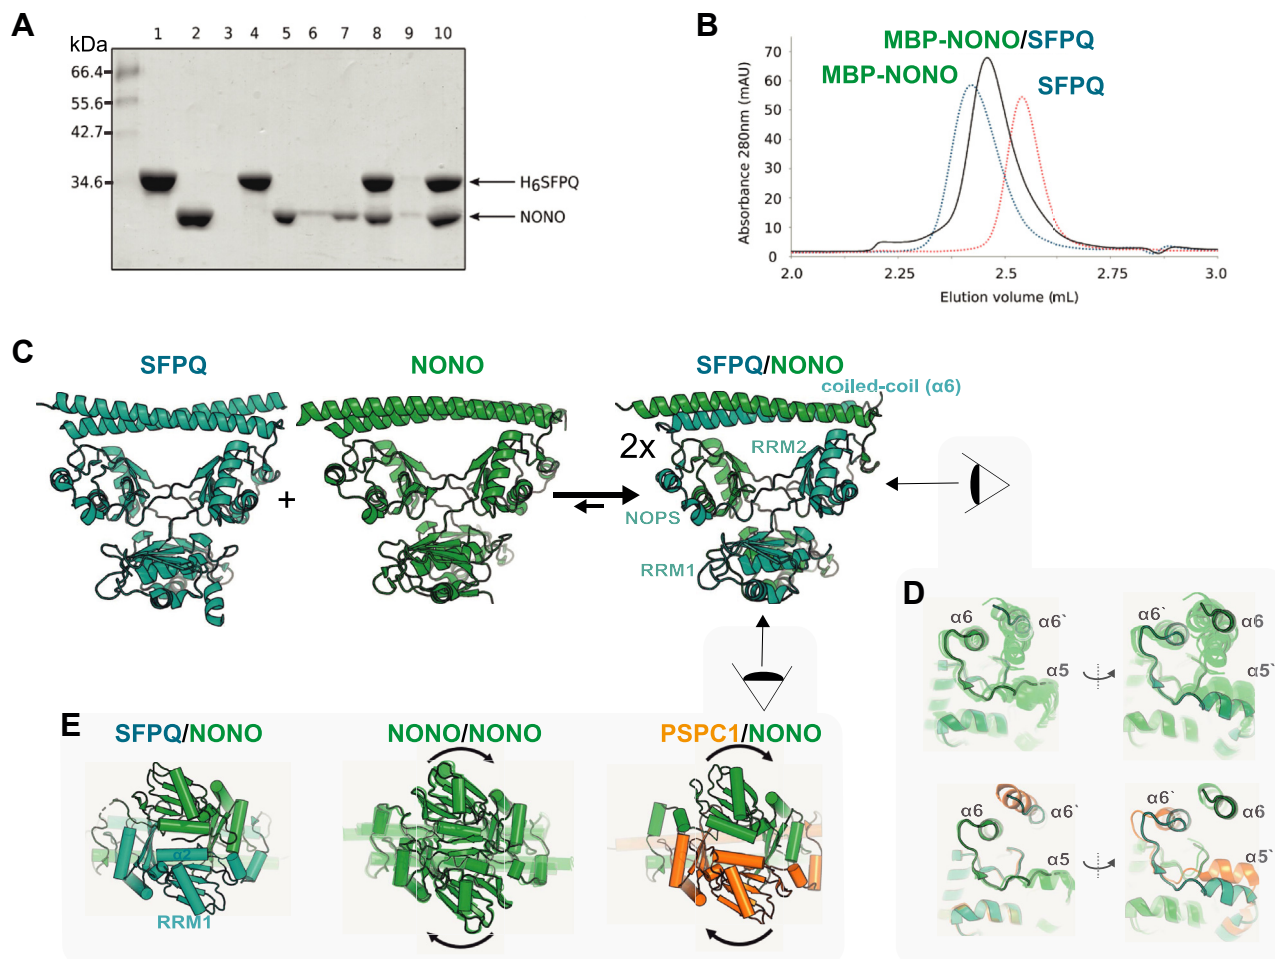 A
kDa
1 2 3 4 5 6 7 8 9 10
66.4
55.6
42.7
34.6
H6SFPQ
NONO
B
MBP-NONO/SFPQ
MBP-NONO
SFPQ
Absorbance 280nm (mAU)
70
60
50
40
30
20
10
0
2.0 2.25 2.5 2.75 3.0
Elution volume (mL)
C
SFPQ
NONO
SFPQ/NONO
coiled-coil (α6)
+
2x
RRM2
NOPS
RRM1
D
α6 α6`
α5
α6` α6
α5`
α6 α6`
α5
α6` α6
α5`
E
SFPQ/NONO
NONO/NONO
PSPC1/NONO
α2
RRM1